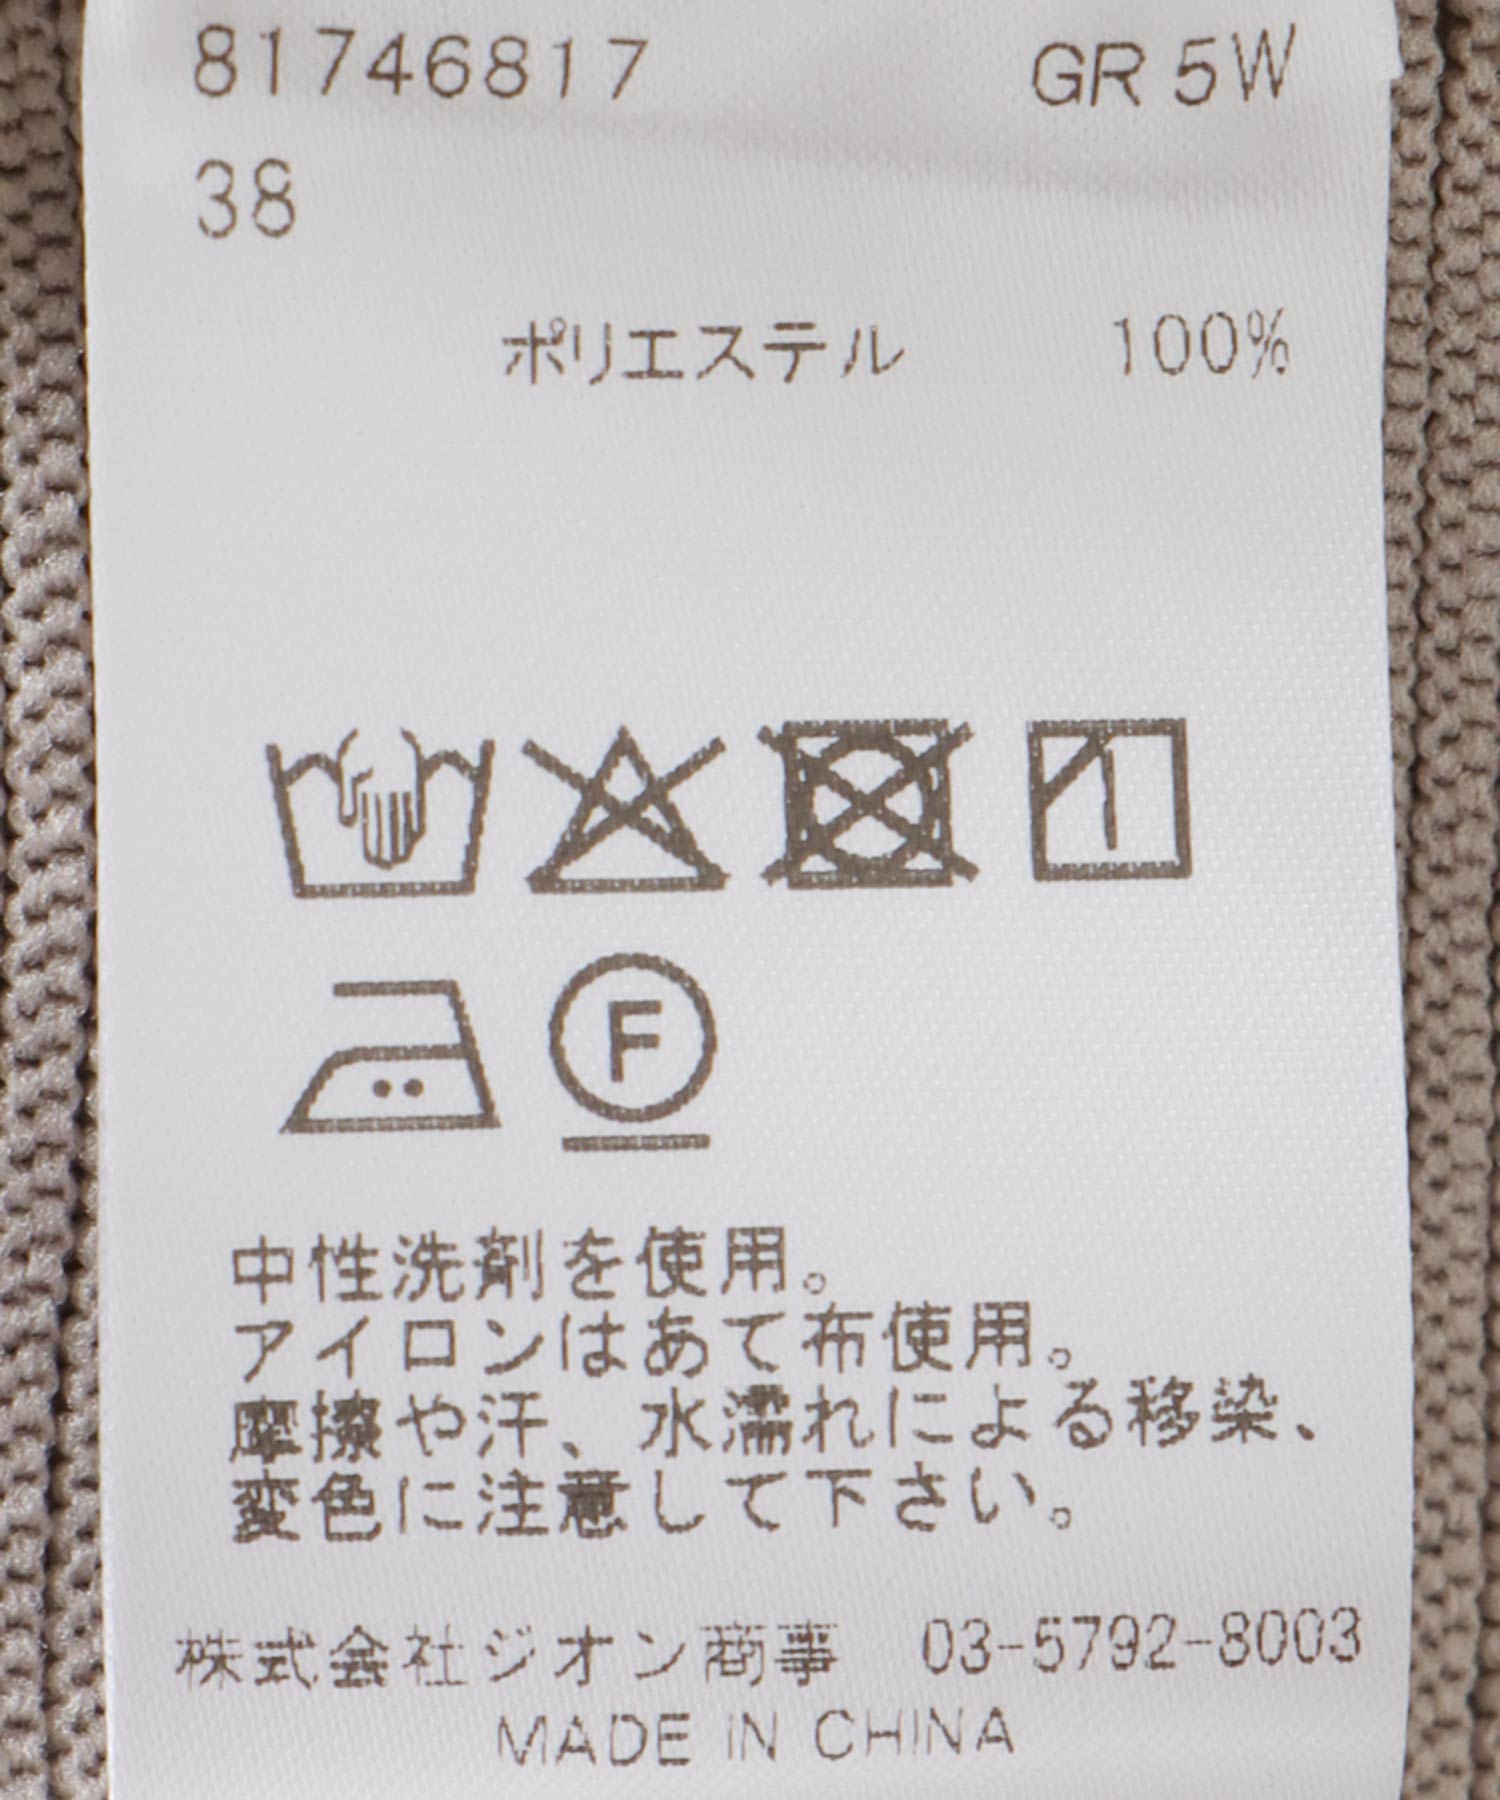 81746817 GR 5W
38
ポリエステル 100%
F
中性洗剤を使用。
アイロンはあて布使用。
摩擦や汗、水濡れによる移染、
変色に注意して下さい。
株式会社ジオン商事 03-5792-8003
MADE IN CHINA